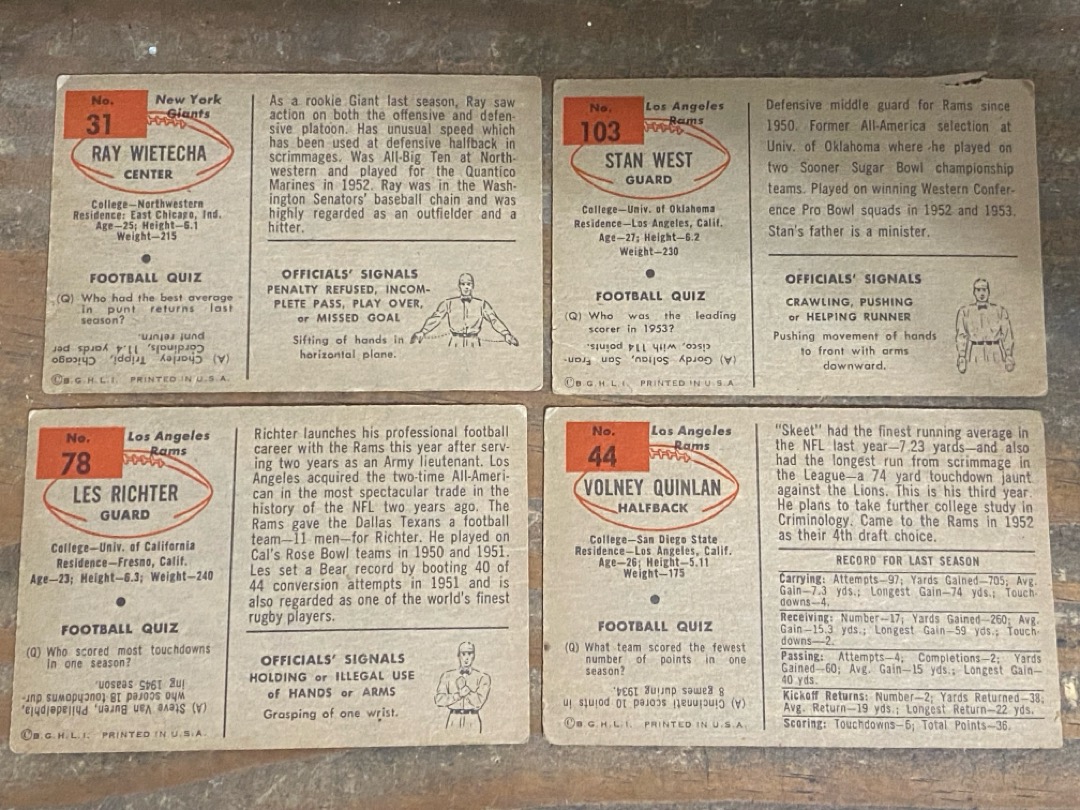 No.
31
New York
Giants
RAY WIETECHA
CENTER
College—Northwestern
Residence: East Chicago, Ind.
Age—25; Height—6.1
Weight—215
FOOTBALL QUIZ
(Q) Who had the best average
in punt returns last
season?
(A) Charley Trippi, Chicago
Cardinals, 11.4 yards per
punt return.
©B.G.H.L.I. PRINTED IN U.S.A.
As a rookie Giant last season, Ray saw
action on both the offensive and defen-
sive platoon. Has unusual speed which
has been used at defensive halfback in
scrimmages. Was All-Big Ten at North-
western and played for the Quantico
Marines in 1952. Ray was in the Wash-
ington Senators' baseball chain and was
highly regarded as an outfielder and a
hitter.
OFFICIALS' SIGNALS
PENALTY REFUSED, INCOM-
PLETE PASS, PLAY OVER,
or MISSED GOAL
Sifting of hands in
horizontal plane.
No.
103
Los Angeles
Rams
STAN WEST
GUARD
College—Univ. of Oklahoma
Residence—Los Angeles, Calif.
Age—27; Height—6.2
Weight—230
FOOTBALL QUIZ
(Q) Who was the leading
scorer in 1953?
(A) Gordy Soltau, San Fran-
cisco, with 114 points.
©B.G.H.L.I. PRINTED IN U.S.A.
Defensive middle guard for Rams since
1950. Former All-America selection at
Univ. of Oklahoma where he played on
two Sooner Sugar Bowl championship
teams. Played on winning Western Confer-
ence Pro Bowl squads in 1952 and 1953.
Stan's father is a minister.
OFFICIALS' SIGNALS
CRAWLING, PUSHING
or HELPING RUNNER
Pushing movement of hands
to front with arms
downward.
No.
78
Los Angeles
Rams
LES RICHTER
GUARD
College—Univ. of California
Residence—Fresno, Calif.
Age—23; Height—6.3; Weight—240
FOOTBALL QUIZ
(Q) Who scored most touchdowns
in one season?
(A) Steve Van Buren, Philadelphia,
who scored 18 touchdowns dur-
ing 1945 season.
©B.G.H.L.I. PRINTED IN U.S.A.
Richter launches his professional football
career with the Rams this year after serv-
ing two years as an Army lieutenant. Los
Angeles acquired the two-time All-Ameri-
can in the most spectacular trade in the
history of the NFL two years ago. The
Rams gave the Dallas Texans a football
team—11 men—for Richter. He played on
Cal's Rose Bowl teams in 1950 and 1951.
Les set a Bear record by booting 40 of
44 conversion attempts in 1951 and is
also regarded as one of the world's finest
rugby players.
OFFICIALS' SIGNALS
HOLDING or ILLEGAL USE
of HANDS or ARMS
Grasping of one wrist.
No.
44
Los Angeles
Rams
VOLNEY QUINLAN
HALFBACK
College—San Diego State
Residence—Los Angeles, Calif.
Age—26; Height—5.11
Weight—175
FOOTBALL QUIZ
(Q) What team scored the fewest
number of points in one
season?
(A) Cincinnati scored 10 points in
8 games during 1934.
©B.G.H.L.I. PRINTED IN U.S.A.
"Skeet" had the finest running average in
the NFL last year—7.23 yards—and also
had the longest run from scrimmage in
the League—a 74 yard touchdown jaunt
against the Lions. This is his third year.
He plans to take further college study in
Criminology. Came to the Rams in 1952
as their 4th draft choice.
RECORD FOR LAST SEASON
Carrying: Attempts—97; Yards Gained—705; Avg.
Gain—7.3 yds.; Longest Gain—74 yds.; Touch-
downs—4.
Receiving: Number—17; Yards Gained—260; Avg.
Gain—15.3 yds.; Longest Gain—59 yds.; Touch-
downs—2.
Passing: Attempts—4; Completions—2; Yards
Gained—60; Avg. Gain—15 yds.; Longest Gain—
40 yds.
Kickoff Returns: Number—2; Yards Returned—38;
Avg. Return—19 yds.; Longest Return—22 yds.
Scoring: Touchdowns—6; Total Points—36.